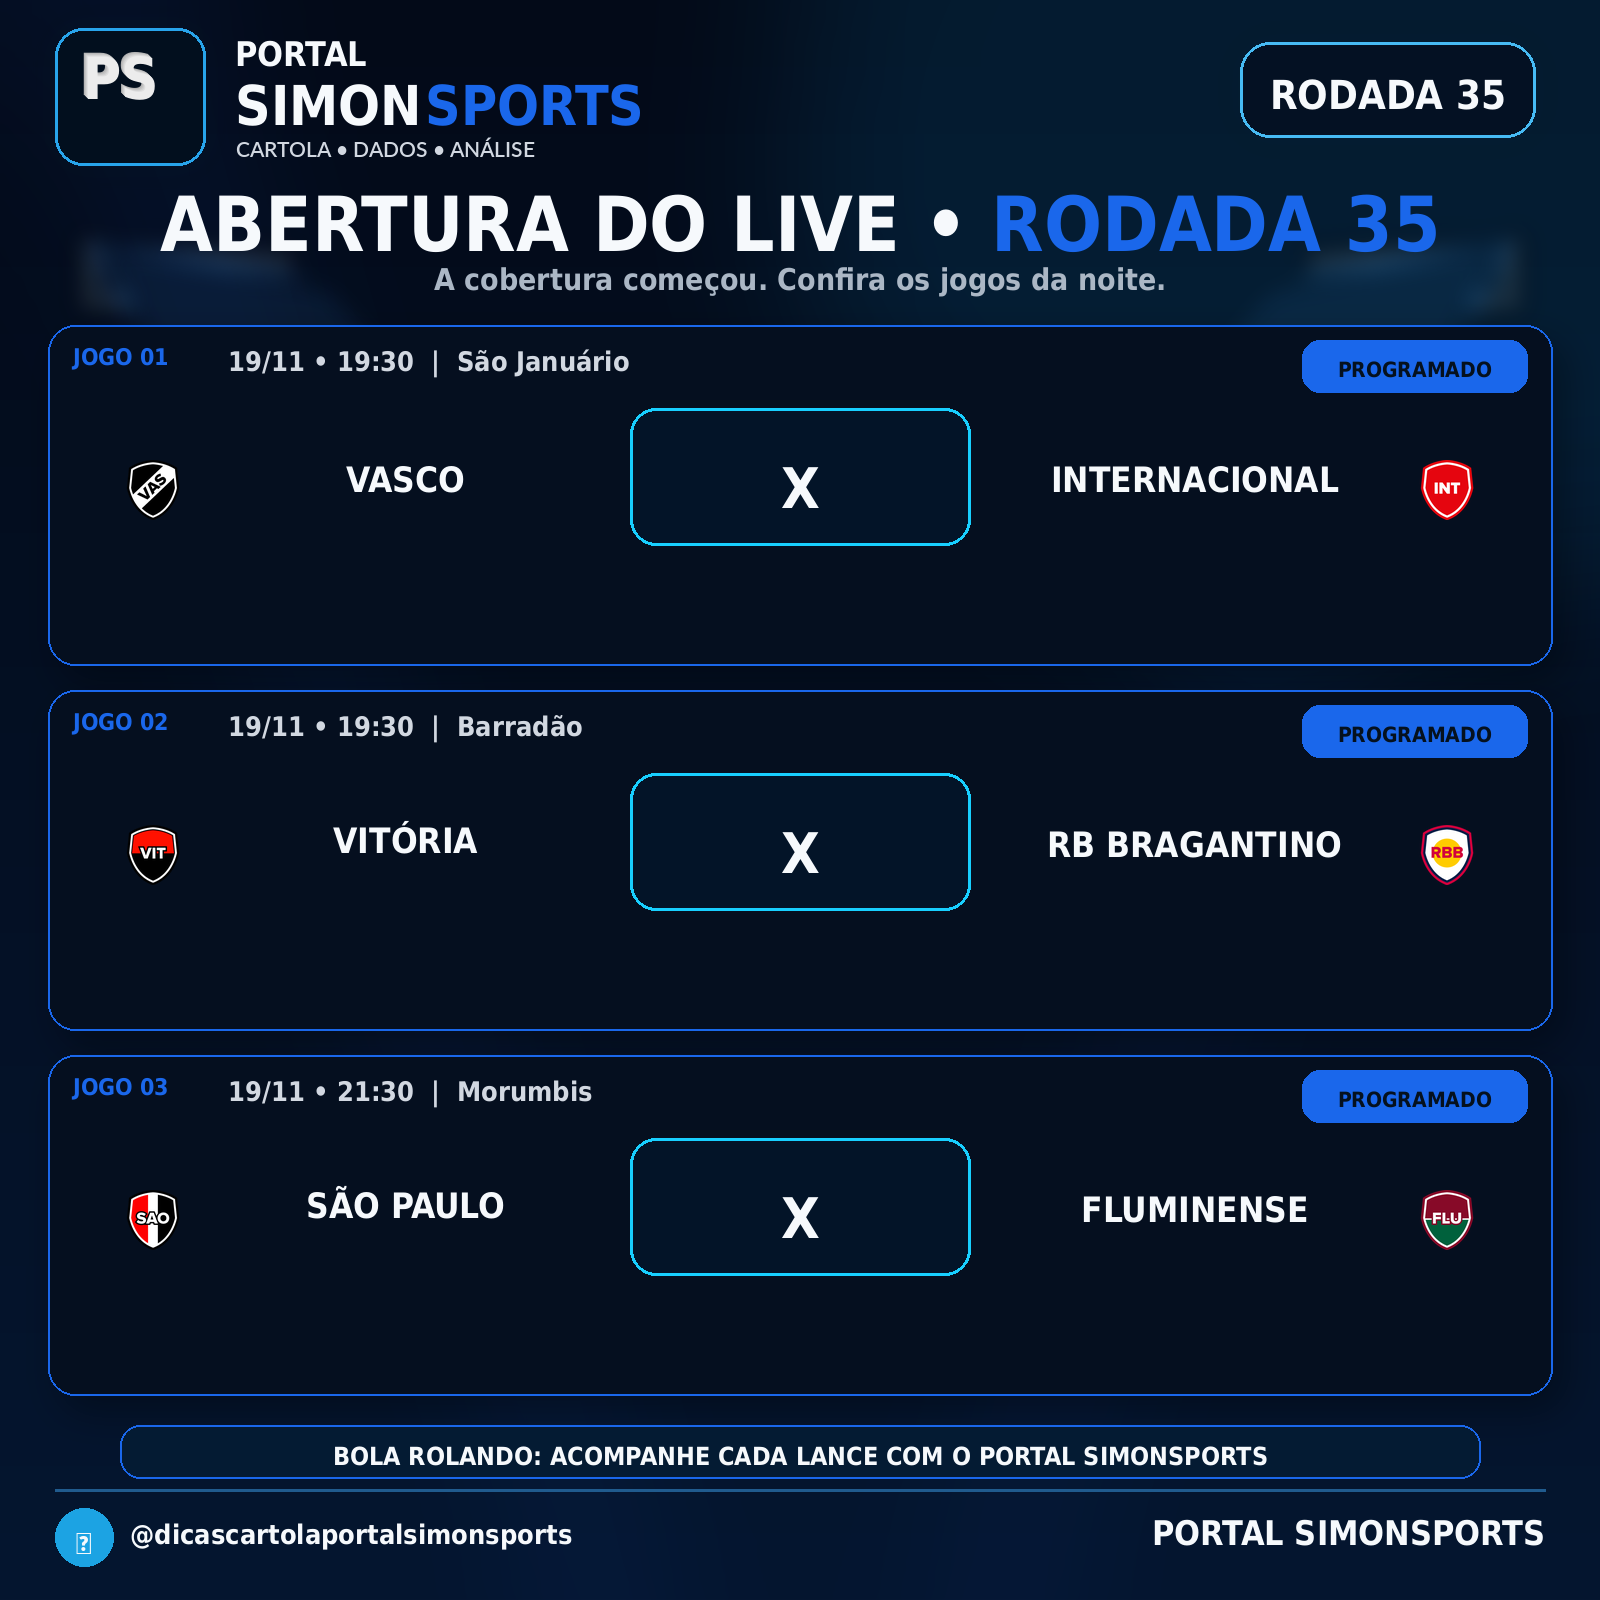 PS
PORTAL
SIMONSPORTS
CARTOLA • DADOS • ANÁLISE
RODADA 35
ABERTURA DO LIVE • RODADA 35
A cobertura começou. Confira os jogos da noite.
JOGO 01
19/11 • 19:30 | São Januário
PROGRAMADO
VAS
VASCO
X
INTERNACIONAL
INT
JOGO 02
19/11 • 19:30 | Barradão
PROGRAMADO
VIT
VITÓRIA
X
RB BRAGANTINO
RBB
JOGO 03
19/11 • 21:30 | Morumbis
PROGRAMADO
SAO
SÃO PAULO
X
FLUMINENSE
FLU
BOLA ROLANDO: ACOMPANHE CADA LANCE COM O PORTAL SIMONSPORTS
@dicascartolaportalsimonsports
PORTAL SIMONSPORTS